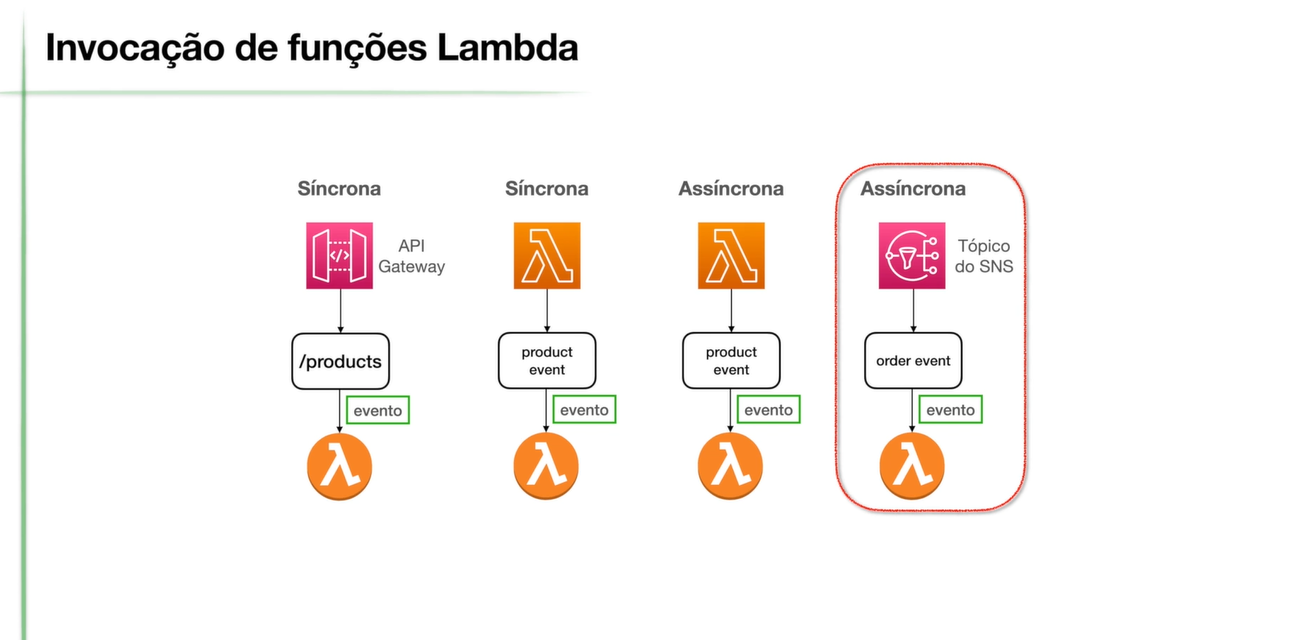 Invocação de funções Lambda
Síncrona
Síncrona
Assíncrona
Assíncrona
API
Gateway
Tópico
do SNS
/products
product
event
product
event
order event
evento
evento
evento
evento